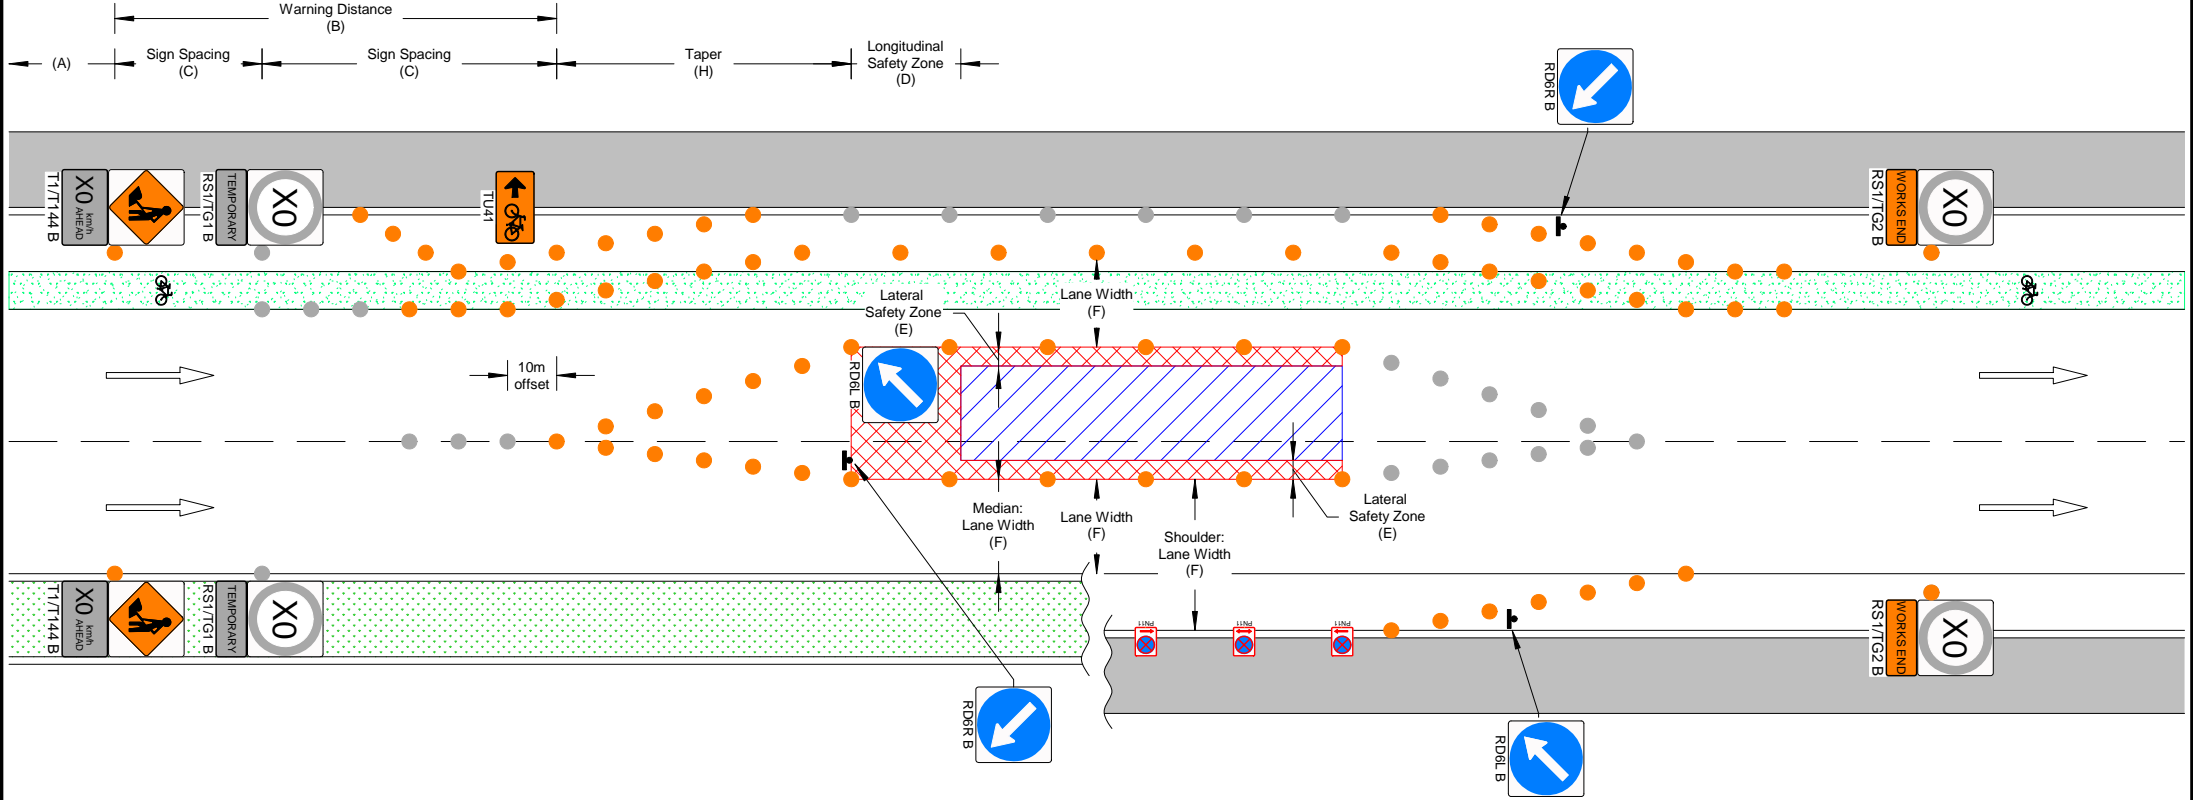 Warning Distance
(B)
(A)
Sign Spacing
(C)
Sign Spacing
(C)
Taper
(H)
Longitudinal
Safety Zone
(D)
RD6R B
T1/T144 B
X0 km/h
AHEAD
RS1/TG1 B
TEMPORARY
X0
TU41
RS1/TG2 B
WORKS END
X0
Lateral
Safety Zone
(E)
Lane Width
(F)
10m
offset
RD6L B
Median:
Lane Width
(F)
Lane Width
(F)
Shoulder:
Lane Width
(F)
Lateral
Safety Zone
(E)
T1/T144 B
X0 km/h
AHEAD
RS1/TG1 B
TEMPORARY
X0
PN11
PN11
PN11
RS1/TG2 B
WORKS END
X0
RD6R B
RD6L B